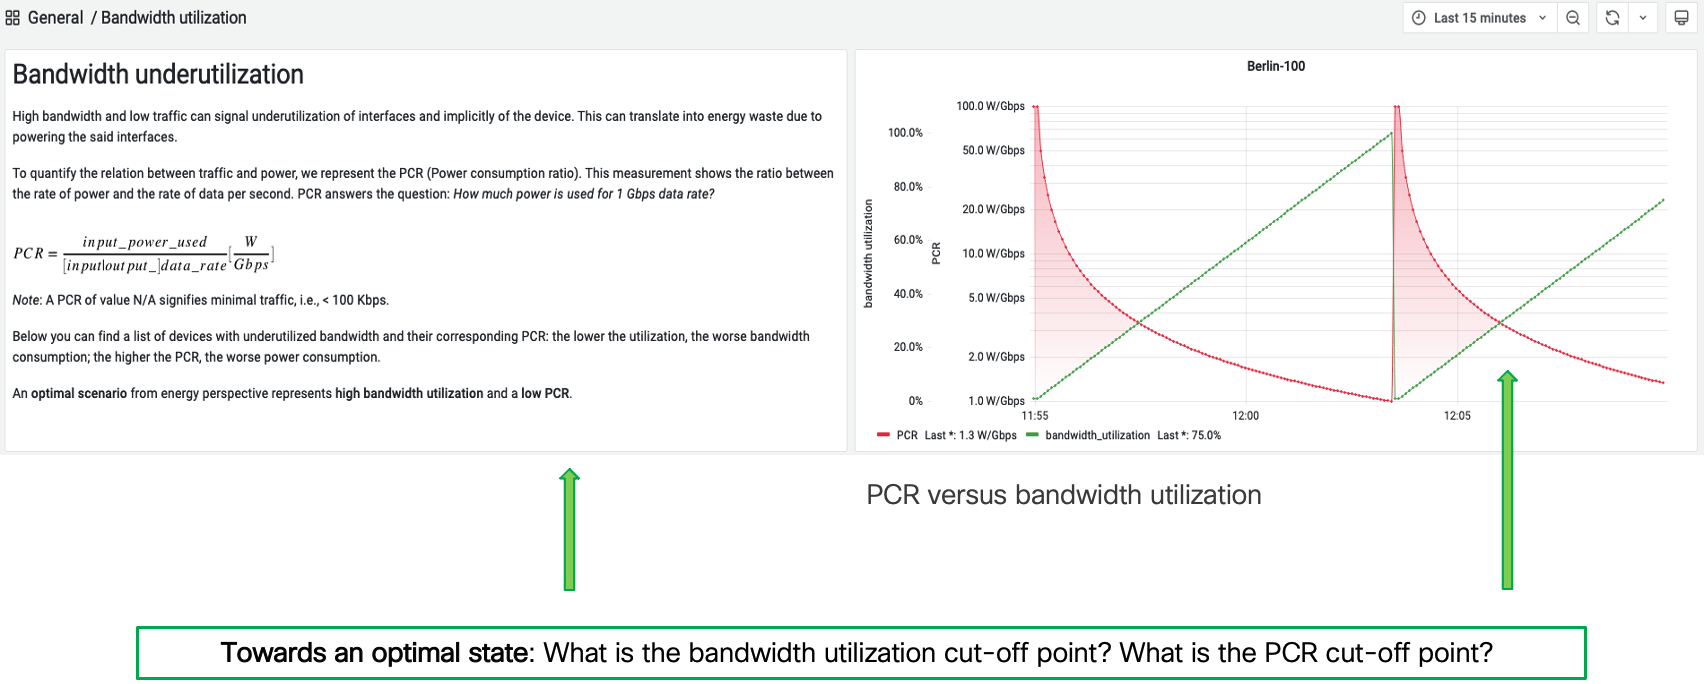 General / Bandwidth utilization
Last 15 minutes
Bandwidth underutilization
High bandwidth and low traffic can signal underutilization of interfaces and implicitly of the device. This can translate into energy waste due to
powering the said interfaces.
To quantify the relation between traffic and power, we represent the PCR (Power consumption ratio). This measurement shows the ratio between
the rate of power and the rate of data per second. PCR answers the question: How much power is used for 1 Gbps data rate?
PCR = input_power_used / [input|output_]data_rate [W / Gbps]
Note: A PCR of value N/A signifies minimal traffic, i.e., < 100 Kbps.
Below you can find a list of devices with underutilized bandwidth and their corresponding PCR: the lower the utilization, the worse bandwidth
consumption; the higher the PCR, the worse power consumption.
An optimal scenario from energy perspective represents high bandwidth utilization and a low PCR.
Berlin-100
bandwidth utilization
100.0%
80.0%
60.0%
40.0%
20.0%
0%
PCR
100.0 W/Gbps
50.0 W/Gbps
20.0 W/Gbps
10.0 W/Gbps
5.0 W/Gbps
2.0 W/Gbps
1.0 W/Gbps
11:55
12:00
12:05
PCR Last *: 1.3 W/Gbps bandwidth_utilization Last *: 75.0%
PCR versus bandwidth utilization
Towards an optimal state: What is the bandwidth utilization cut-off point? What is the PCR cut-off point?